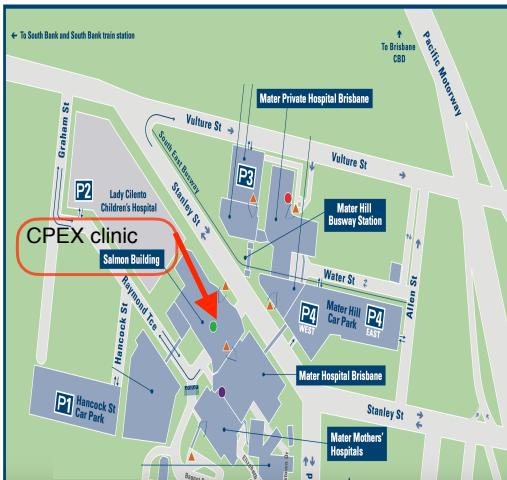 ← To South Bank and South Bank train station
↑
To Brisbane
CBD
Pacific Motorway
Graham St
Mater Private Hospital Brisbane
Vulture St →
Vulture St →
South East Busway
Stanley St
P3
P2
Lady Cilento
Children's Hospital
Mater Hill
Busway Station
CPEX clinic
Salmon Building
Water St
Allen St
Raymond Tce
Hancock St
P4
WEST
Mater Hill
Car Park
P4
EAST
Mater Hospital Brisbane
P1
Hancock St
Car Park
Stanley St
Mater Mothers'
Hospitals